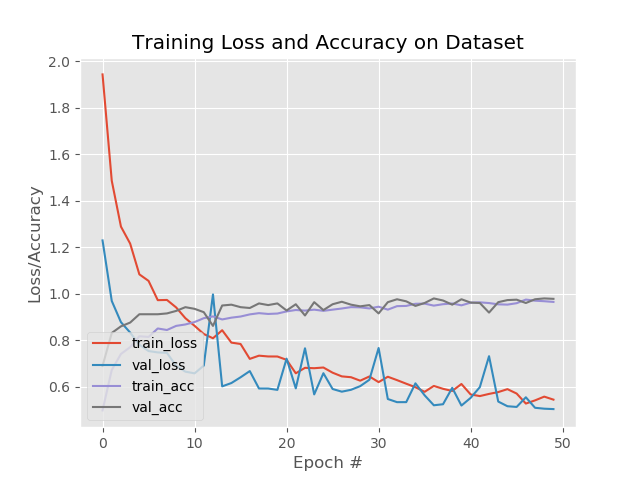 Training Loss and Accuracy on Dataset
2.0
1.8
1.6
1.4
1.2
1.0
0.8
0.6
Loss/Accuracy
train_loss
val_loss
train_acc
val_acc
0 10 20 30 40 50
Epoch #